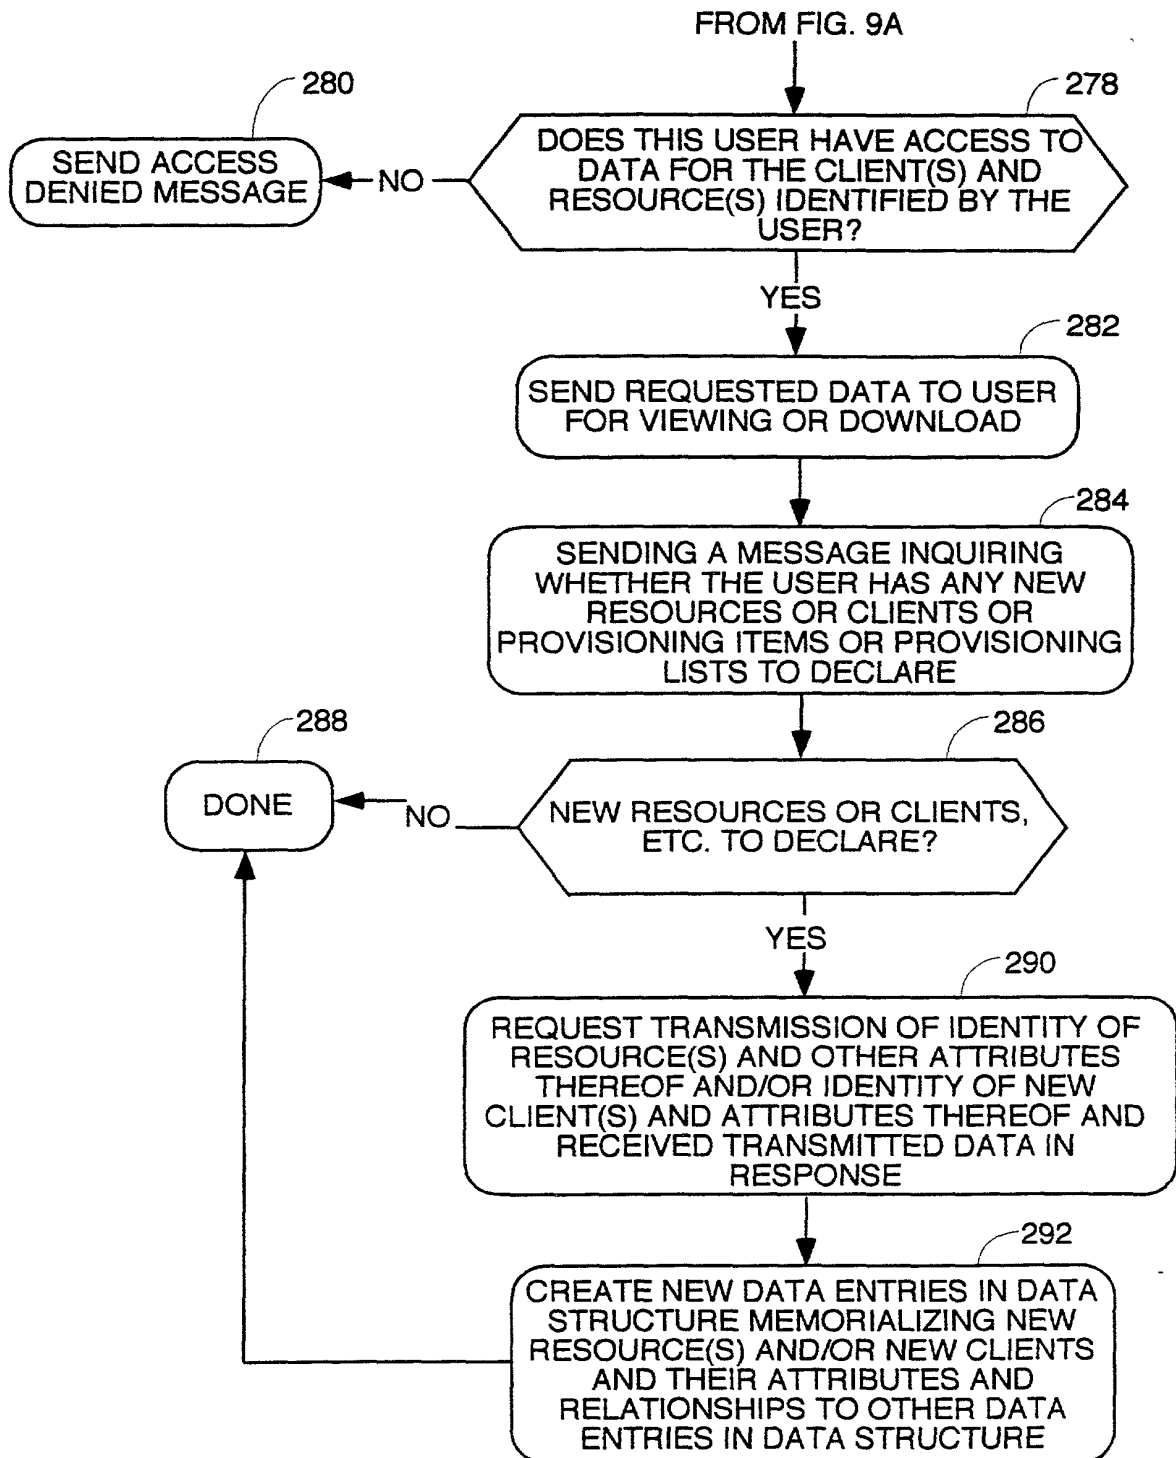 FROM FIG. 9A
280
278
SEND ACCESS
DENIED MESSAGE
NO
DOES THIS USER HAVE ACCESS TO
DATA FOR THE CLIENT(S) AND
RESOURCE(S) IDENTIFIED BY THE
USER?
YES
282
SEND REQUESTED DATA TO USER
FOR VIEWING OR DOWNLOAD
284
SENDING A MESSAGE INQUIRING
WHETHER THE USER HAS ANY NEW
RESOURCES OR CLIENTS OR
PROVISIONING ITEMS OR PROVISIONING
LISTS TO DECLARE
288
286
DONE
NO
NEW RESOURCES OR CLIENTS,
ETC. TO DECLARE?
YES
290
REQUEST TRANSMISSION OF IDENTITY OF
RESOURCE(S) AND OTHER ATTRIBUTES
THEREOF AND/OR IDENTITY OF NEW
CLIENT(S) AND ATTRIBUTES THEREOF AND
RECEIVED TRANSMITTED DATA IN
RESPONSE
292
CREATE NEW DATA ENTRIES IN DATA
STRUCTURE MEMORIALIZING NEW
RESOURCE(S) AND/OR NEW CLIENTS
AND THEIR ATTRIBUTES AND
RELATIONSHIPS TO OTHER DATA
ENTRIES IN DATA STRUCTURE